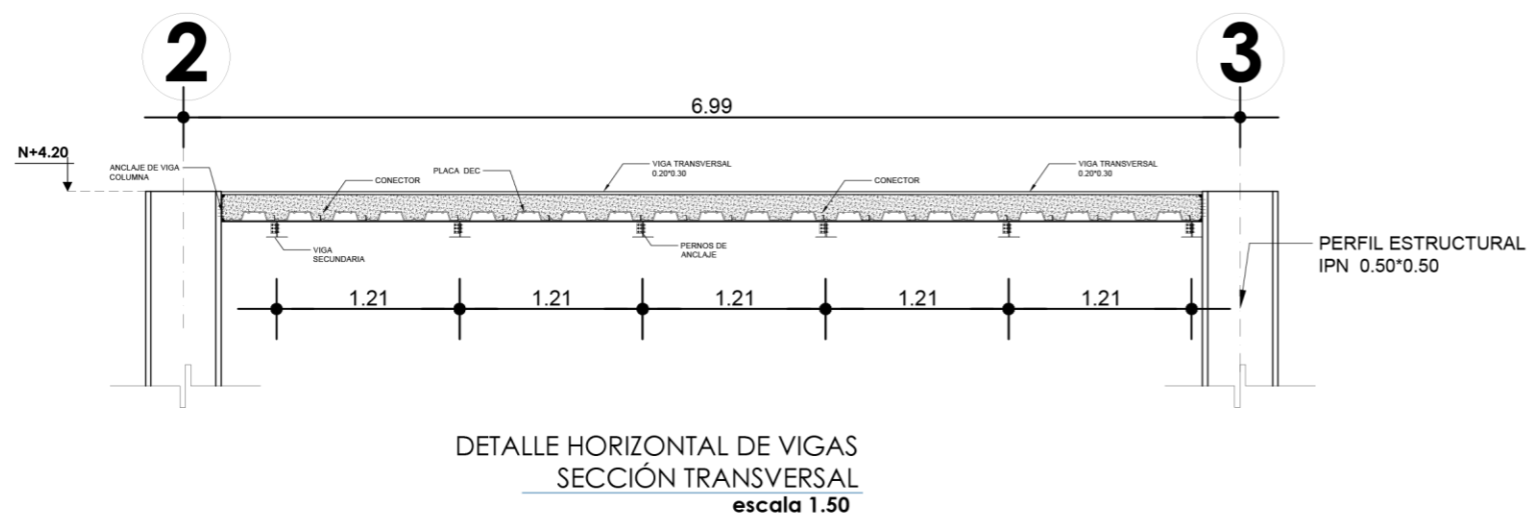 2
3
6.99
N+4.20
ANCLAJE DE VIGA
COLUMNA
CONECTOR
PLACA DEC
VIGA TRANSVERSAL
0.20*0.30
CONECTOR
VIGA TRANSVERSAL
0.20*0.30
VIGA
SECUNDARIA
PERNOS DE
ANCLAJE
PERFIL ESTRUCTURAL
IPN 0.50*0.50
1.21
1.21
1.21
1.21
1.21
DETALLE HORIZONTAL DE VIGAS
SECCIÓN TRANSVERSAL
escala 1.50